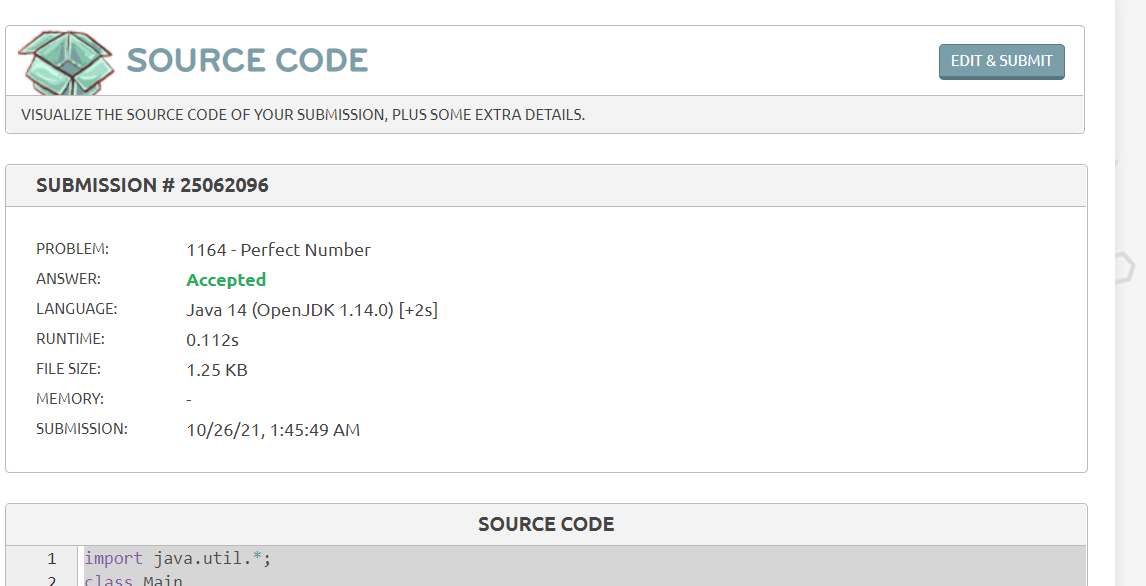 SOURCE CODE
EDIT & SUBMIT
VISUALIZE THE SOURCE CODE OF YOUR SUBMISSION, PLUS SOME EXTRA DETAILS.
SUBMISSION # 25062096
PROBLEM: 1164 - Perfect Number
ANSWER: Accepted
LANGUAGE: Java 14 (OpenJDK 1.14.0) [+2s]
RUNTIME: 0.112s
FILE SIZE: 1.25 KB
MEMORY: -
SUBMISSION: 10/26/21, 1:45:49 AM
SOURCE CODE
1 import java.util.*;
2 class Main